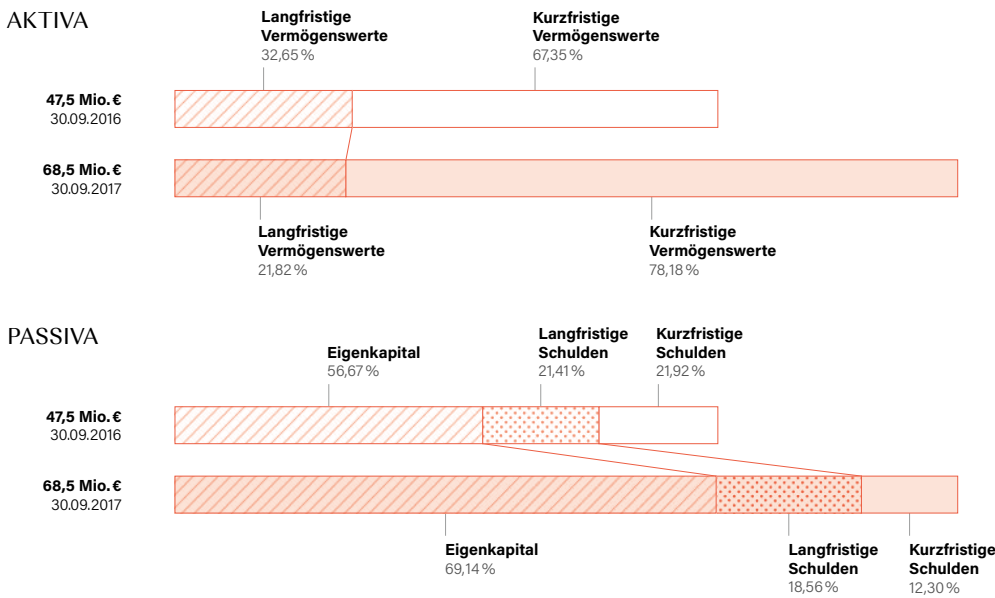 AKTIVA
Langfristige
Vermögenswerte
32,65 %
Kurzfristige
Vermögenswerte
67,35 %
47,5 Mio. €
30.09.2016
68,5 Mio. €
30.09.2017
Langfristige
Vermögenswerte
21,82 %
Kurzfristige
Vermögenswerte
78,18 %
PASSIVA
Eigenkapital
56,67 %
Langfristige
Schulden
21,41 %
Kurzfristige
Schulden
21,92 %
47,5 Mio. €
30.09.2016
68,5 Mio. €
30.09.2017
Eigenkapital
69,14 %
Langfristige
Schulden
18,56 %
Kurzfristige
Schulden
12,30 %